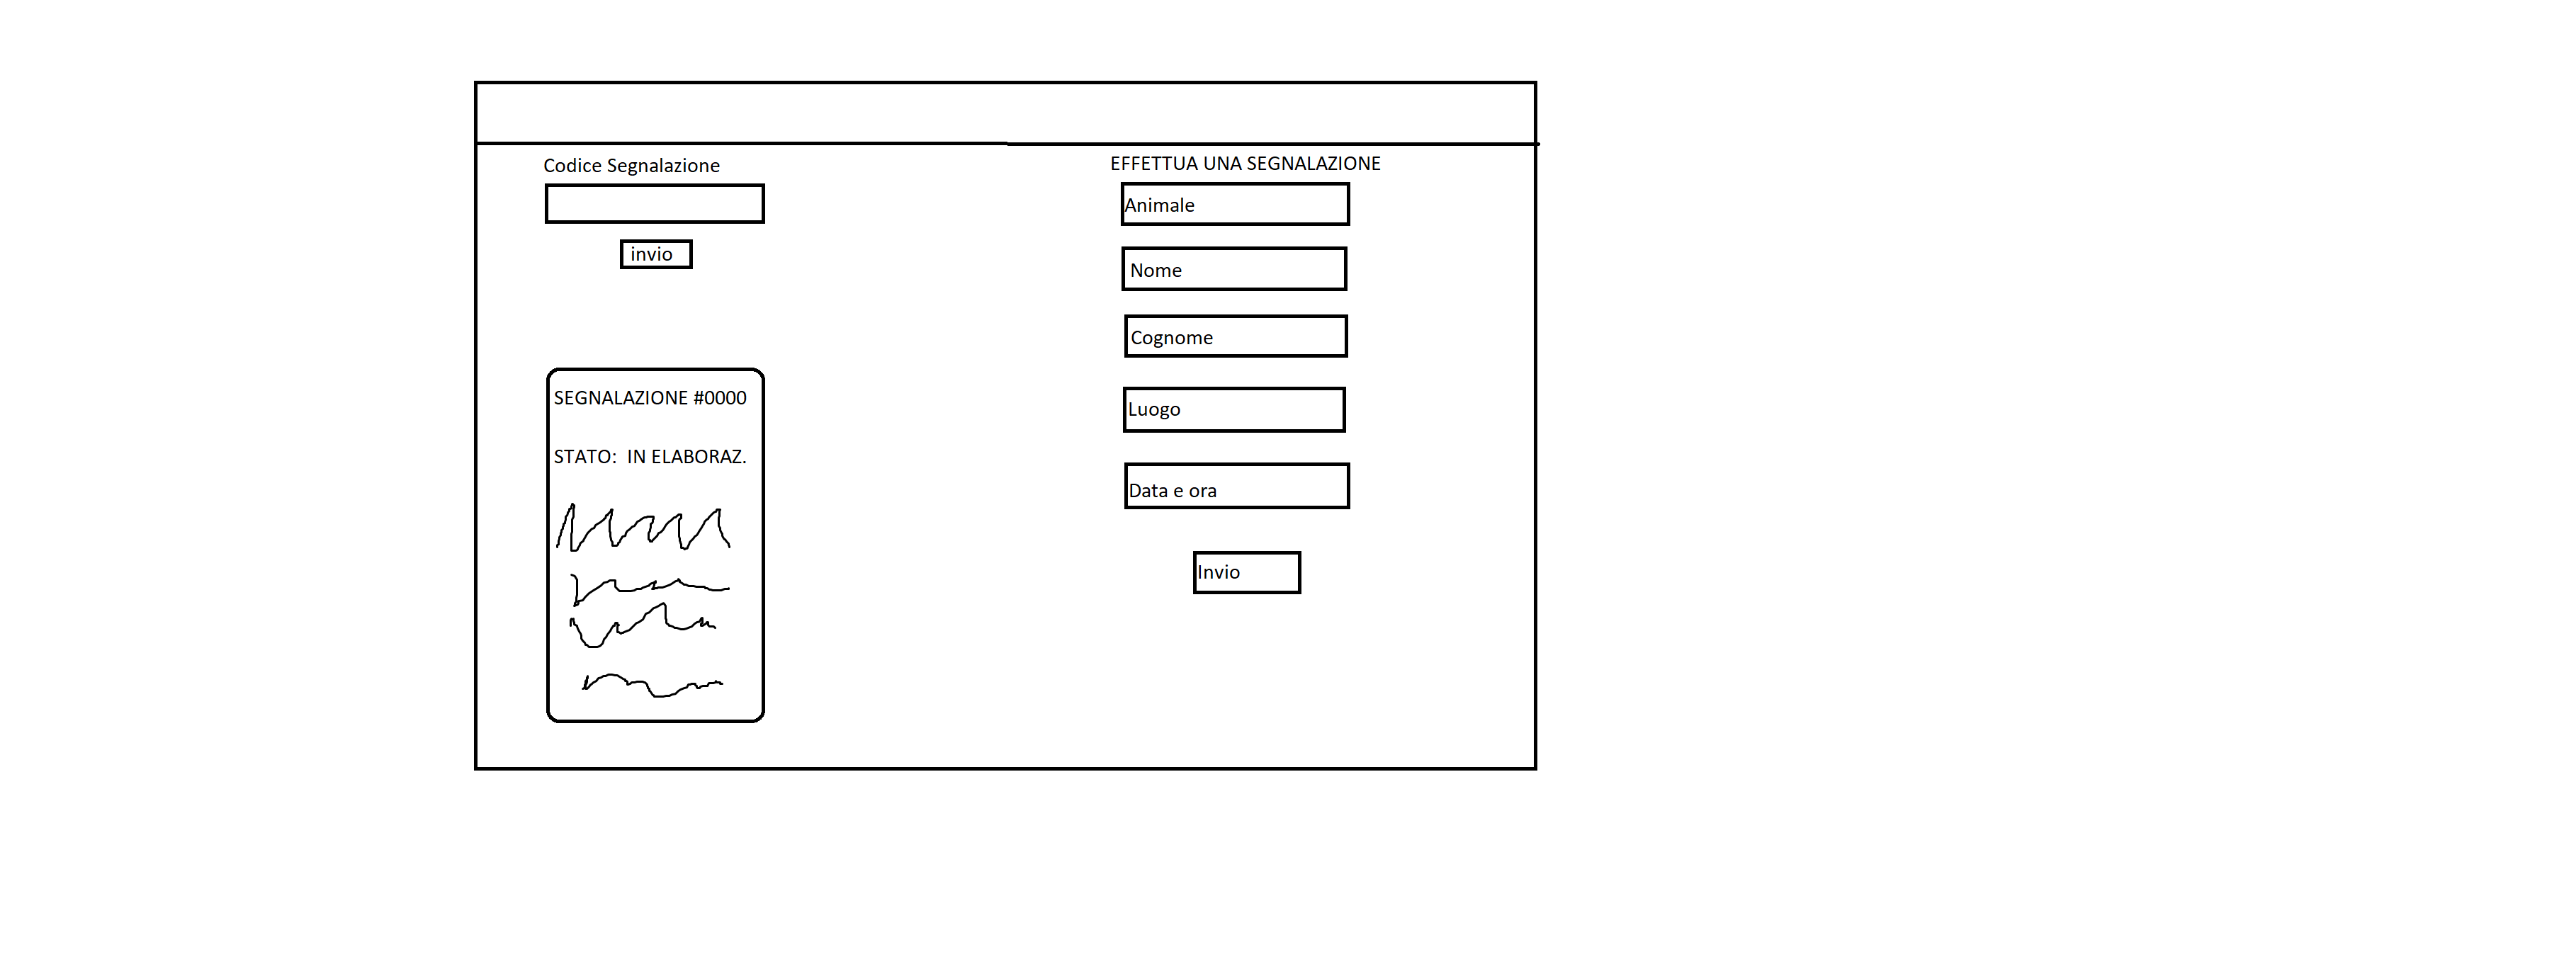 Codice Segnalazione
invio
SEGNALAZIONE #0000
STATO:  IN ELABORAZ.
EFFETTUA UNA SEGNALAZIONE
Animale
Nome
Cognome
Luogo
Data e ora
Invio